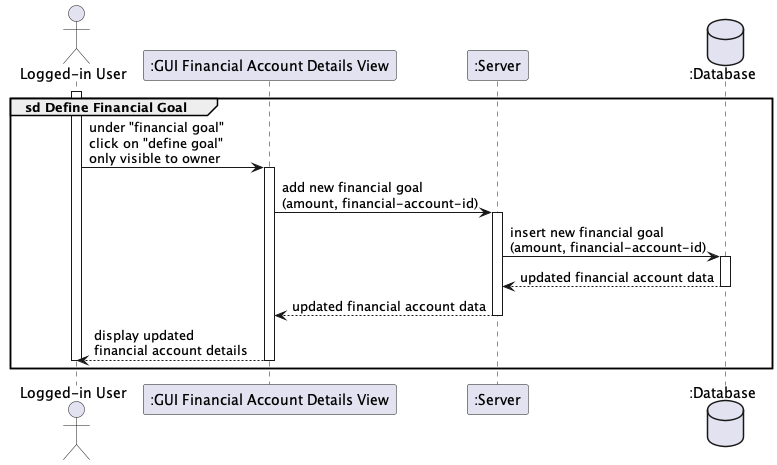 Logged-in User
:GUI Financial Account Details View
:Server
:Database
sd Define Financial Goal
under "financial goal"
click on "define goal"
only visible to owner
add new financial goal
(amount, financial-account-id)
insert new financial goal
(amount, financial-account-id)
updated financial account data
updated financial account data
display updated
financial account details
Logged-in User
:GUI Financial Account Details View
:Server
:Database